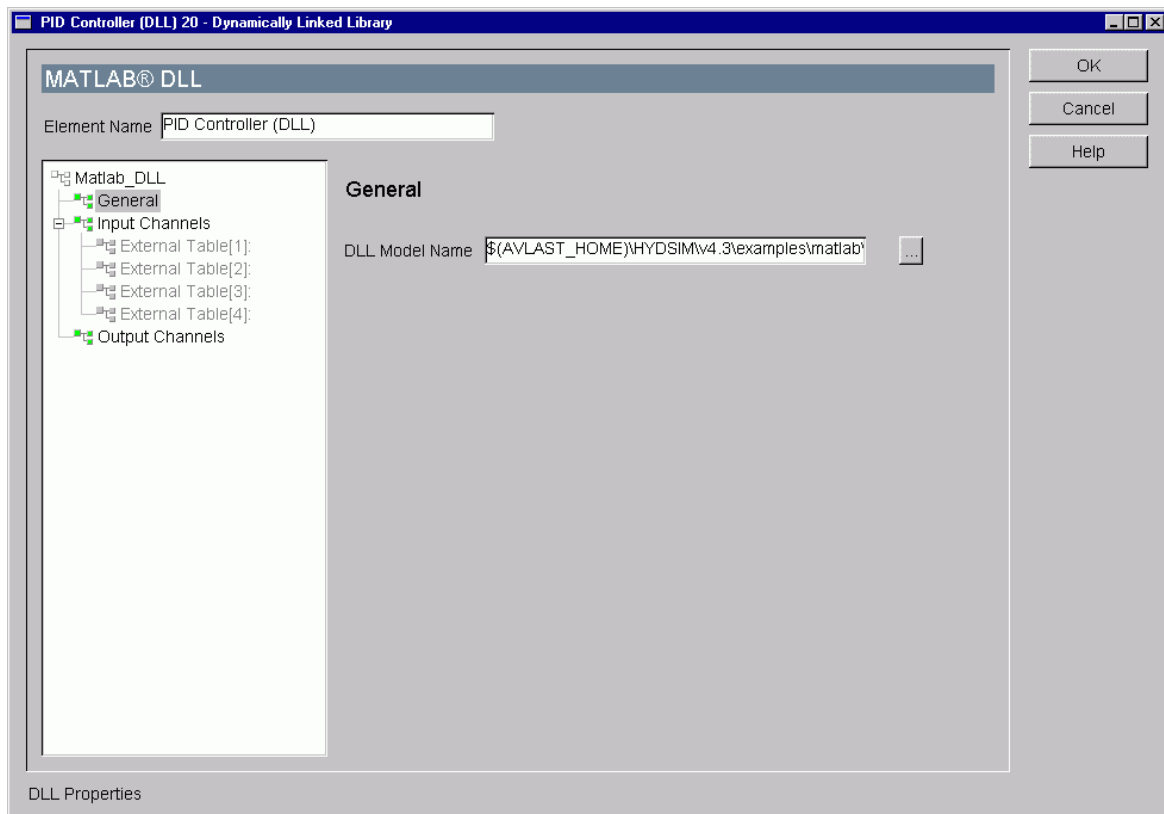 PID Controller (DLL) 20 - Dynamically Linked Library
MATLAB® DLL
OK
Cancel
Help
Element Name PID Controller (DLL)
Matlab_DLL
General
Input Channels
External Table[1]:
External Table[2]:
External Table[3]:
External Table[4]:
Output Channels
General
DLL Model Name $(AVLAST_HOME)\HYDSIM\v4.3\examples\matlab\
...
DLL Properties